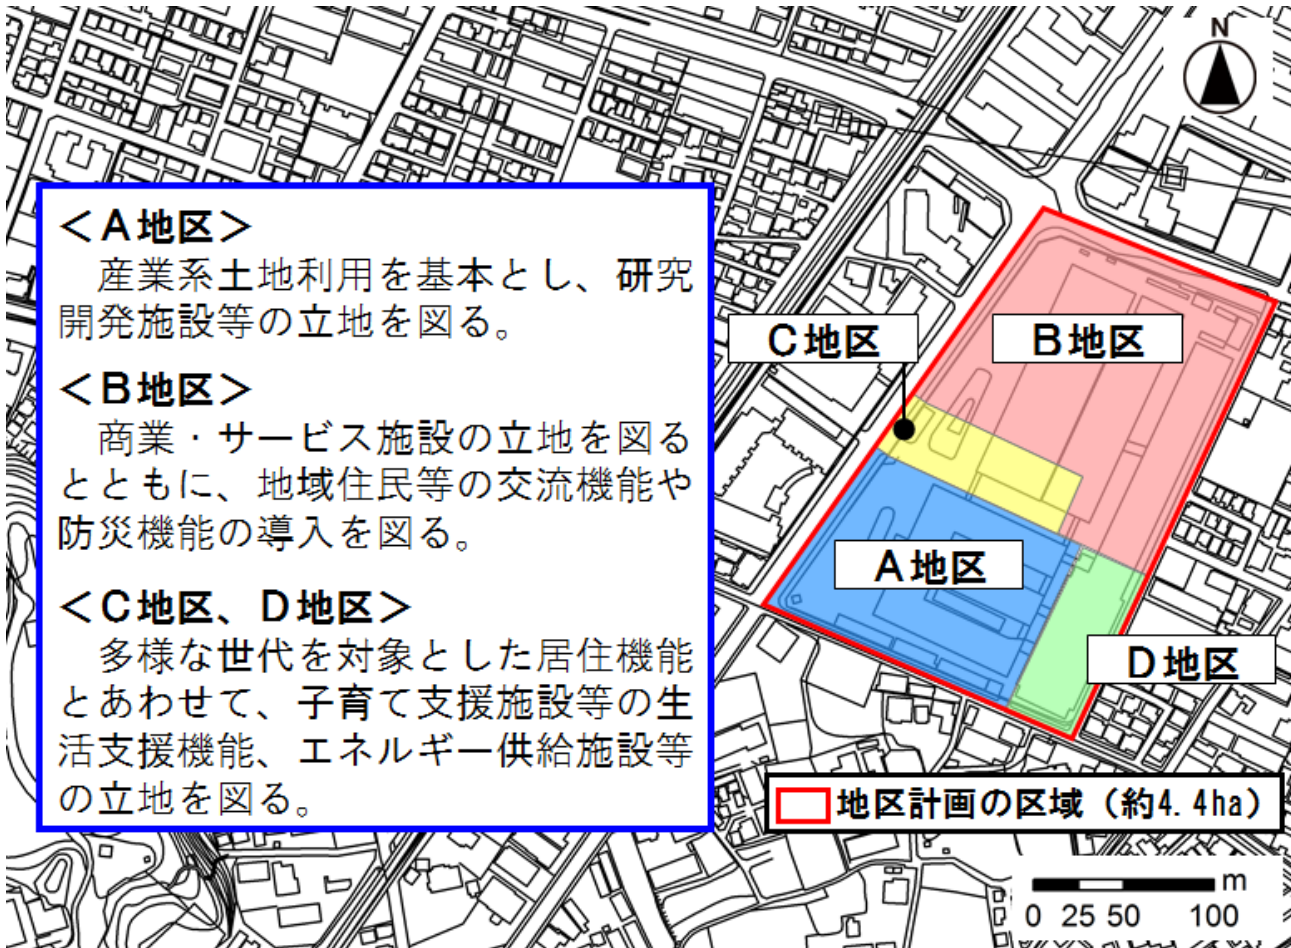 N
＜Ａ地区＞
　産業系土地利用を基本とし、研究
開発施設等の立地を図る。
＜Ｂ地区＞
　商業・サービス施設の立地を図る
とともに、地域住民等の交流機能や
防災機能の導入を図る。
＜Ｃ地区、Ｄ地区＞
　多様な世代を対象とした居住機能
とあわせて、子育て支援施設等の生
活支援機能、エネルギー供給施設等
の立地を図る。
Ｃ地区
Ｂ地区
Ａ地区
Ｄ地区
地区計画の区域（約4.4ha）
m
0 25 50 100